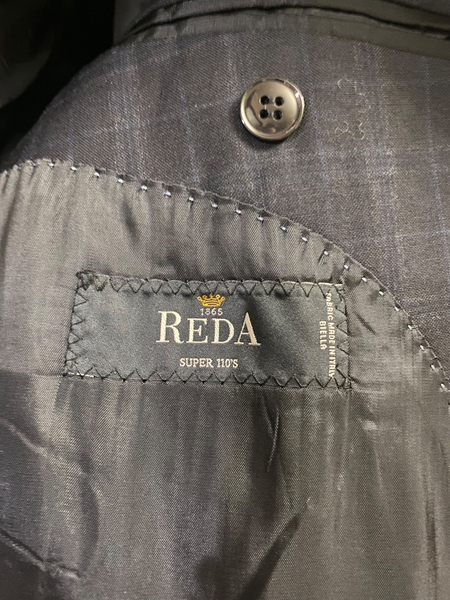 1865
REDA
SUPER 110'S
FABRIC MADE IN ITALY
BIELLA